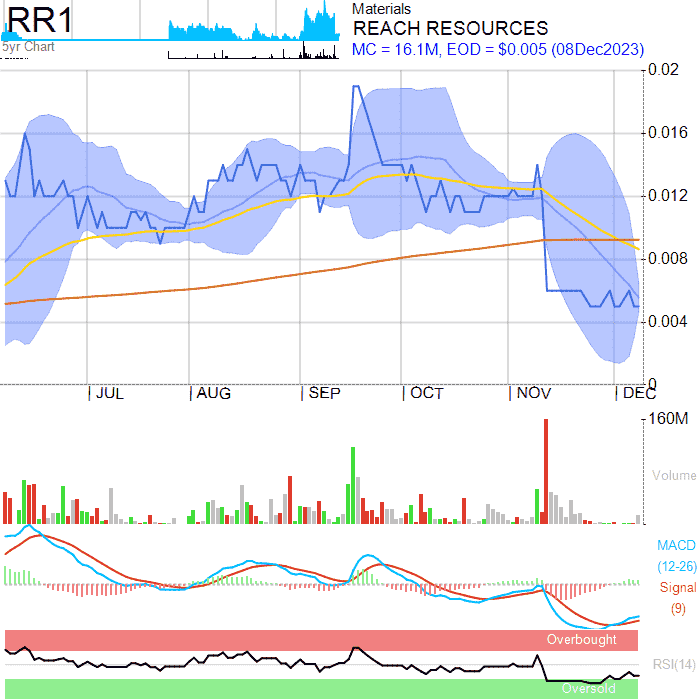 RR1
5yr Chart
Materials
REACH RESOURCES
MC = 16.1M, EOD = $0.005 (08Dec2023)
0.02
0.016
0.012
0.008
0.004
0
JUL AUG SEP OCT NOV DEC
160M
Volume
MACD
(12-26)
Signal
(9)
Overbought
RSI(14)
Oversold